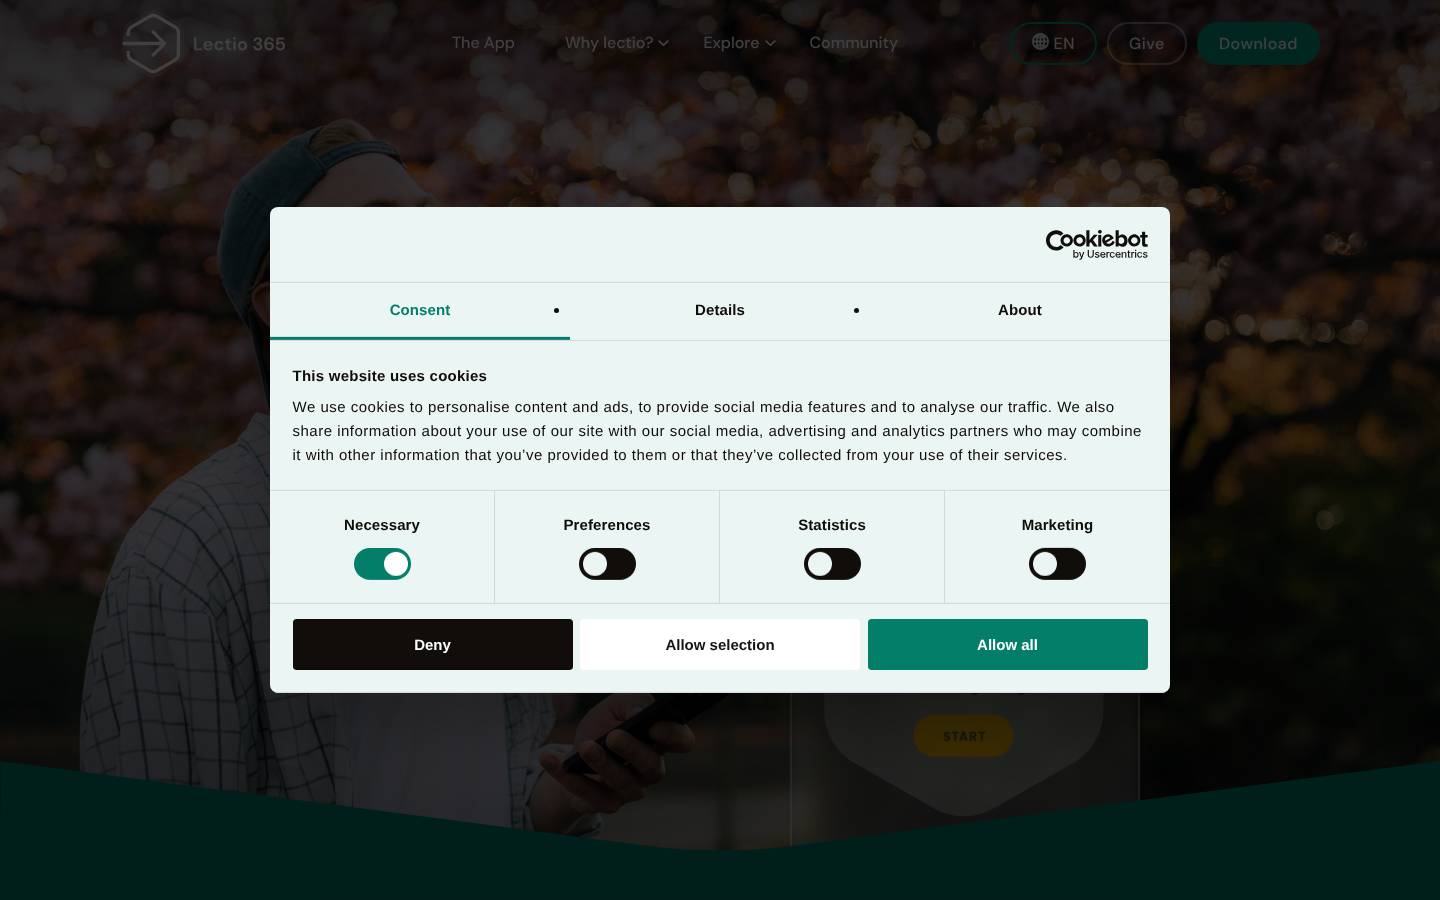 Lectio 365
The App
Why lectio?
Explore
Community
EN
Give
Download
Cookiebot
by Usercentrics
Consent
Details
About
This website uses cookies
We use cookies to personalise content and ads, to provide social media features and to analyse our traffic. We also
share information about your use of our site with our social media, advertising and analytics partners who may combine
it with other information that you’ve provided to them or that they’ve collected from your use of their services.
Necessary
Preferences
Statistics
Marketing
Deny
Allow selection
Allow all
START